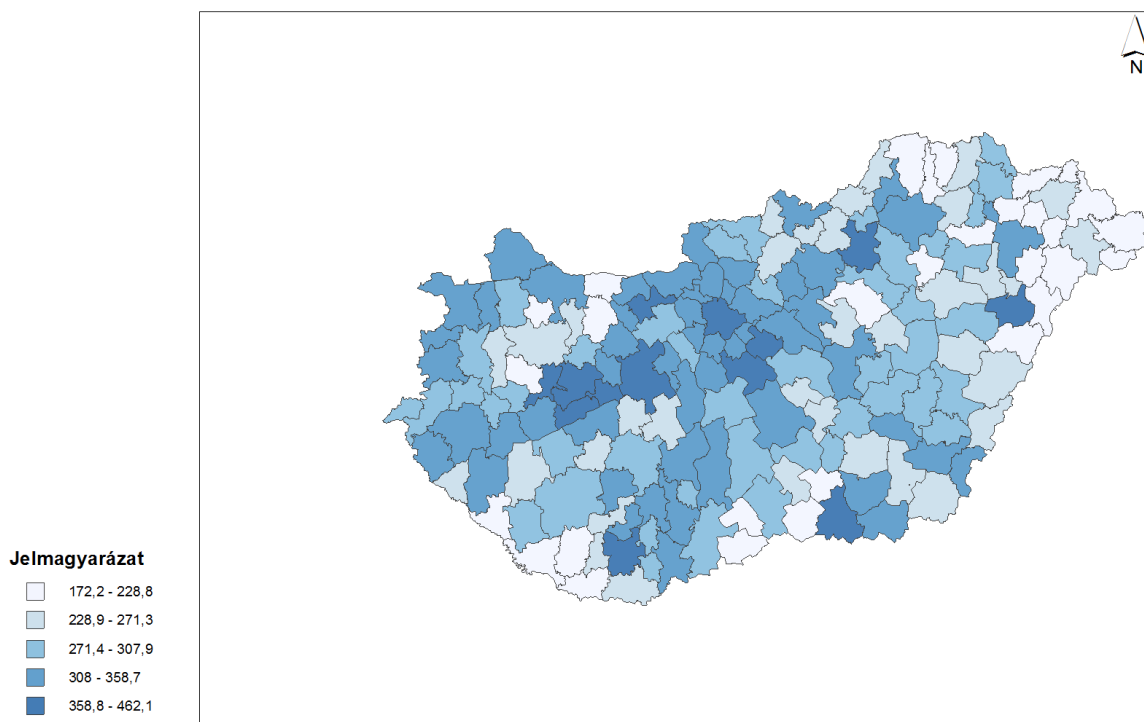 N
Jelmagyarázat
172,2 - 228,8
228,9 - 271,3
271,4 - 307,9
308 - 358,7
358,8 - 462,1